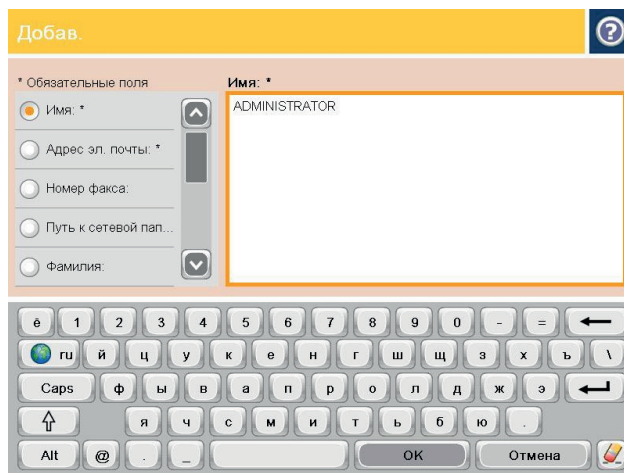 Добав.
?
* Обязательные поля
Имя: *
Имя: *
ADMINISTRATOR
Адрес эл. почты: *
Номер факса:
Путь к сетевой пап...
Фамилия:
ё 1 2 3 4 5 6 7 8 9 0 - =
ru й ц у к е н г ш щ з х ъ \
Caps ф ы в а п р о л д ж э
я ч с м и т ь б ю .
Alt @ . _ OK Отмена